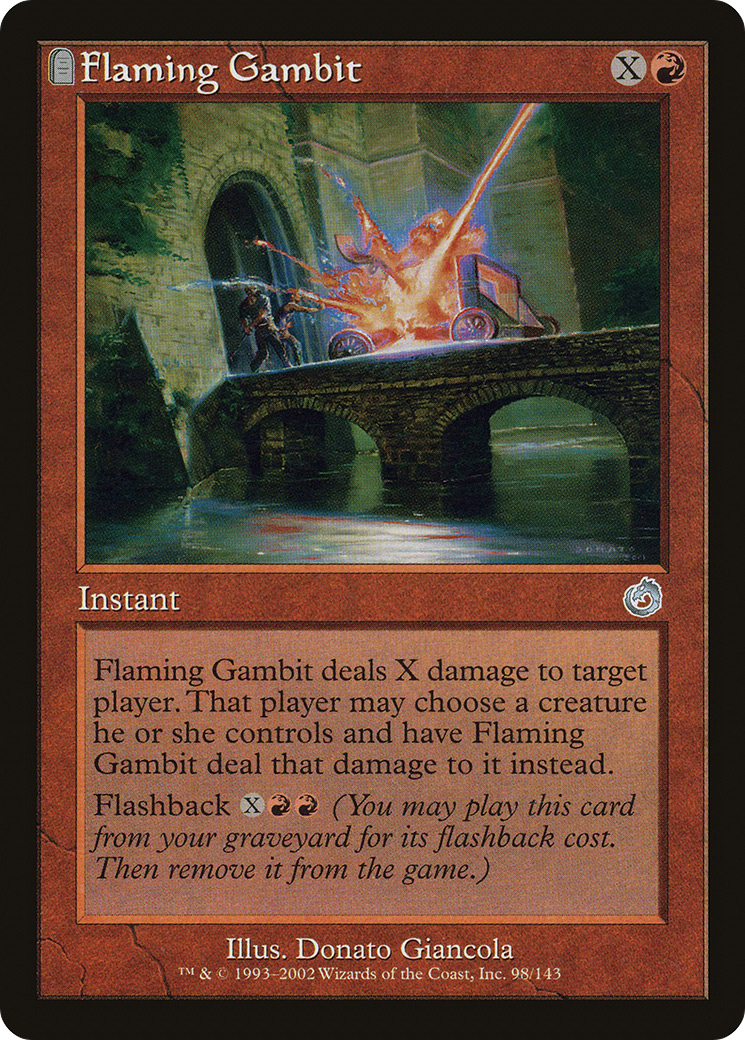 Flaming Gambit X
DONATO
Instant
Flaming Gambit deals X damage to target
player. That player may choose a creature
he or she controls and have Flaming
Gambit deal that damage to it instead.
Flashback X (You may play this card
from your graveyard for its flashback cost.
Then remove it from the game.)
Illus. Donato Giancola
™ & © 1993–2002 Wizards of the Coast, Inc. 98/143